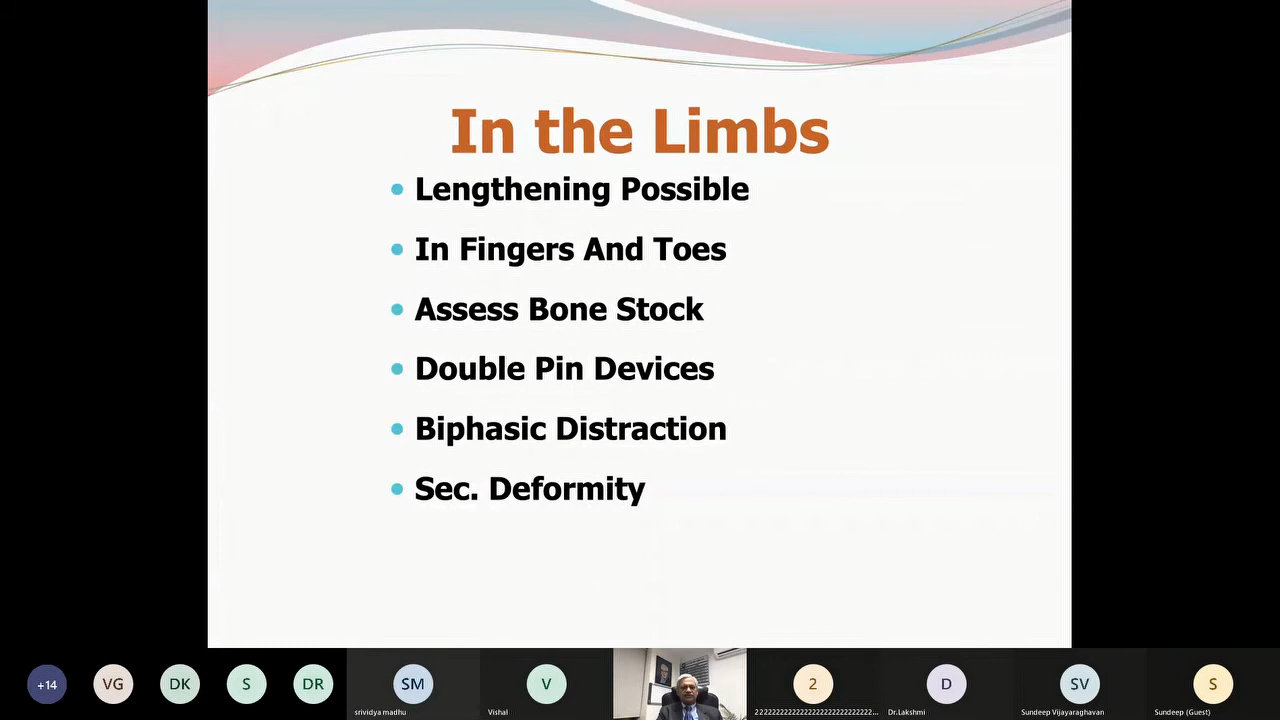 In the Limbs
Lengthening Possible
In Fingers And Toes
Assess Bone Stock
Double Pin Devices
Biphasic Distraction
Sec. Deformity
+14
VG
DK
S
DR
SM
V
2
D
SV
S
srividya madhu
Vishal
Dr.Lakshmi
Sundeep Vijayaraghavan
Sundeep (Guest)